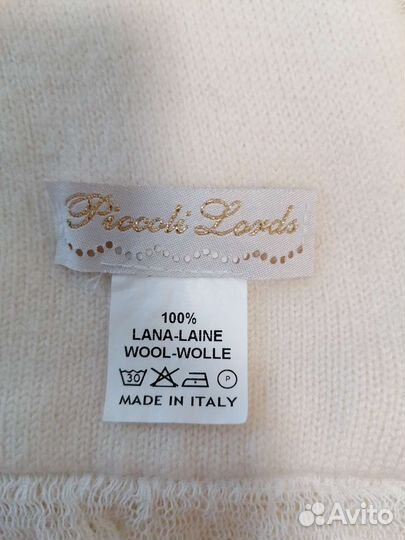 Piccoli Lords
100%
LANA-LAINE
WOOL-WOLLE
30 P
MADE IN ITALY
Avito